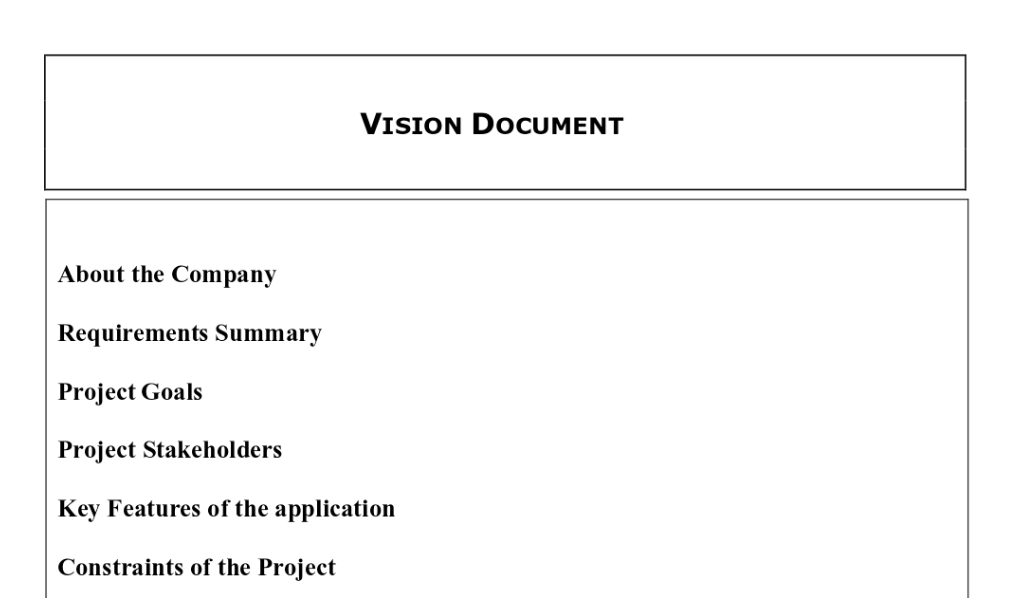 VISION DOCUMENT
About the Company
Requirements Summary
Project Goals
Project Stakeholders
Key Features of the application
Constraints of the Project